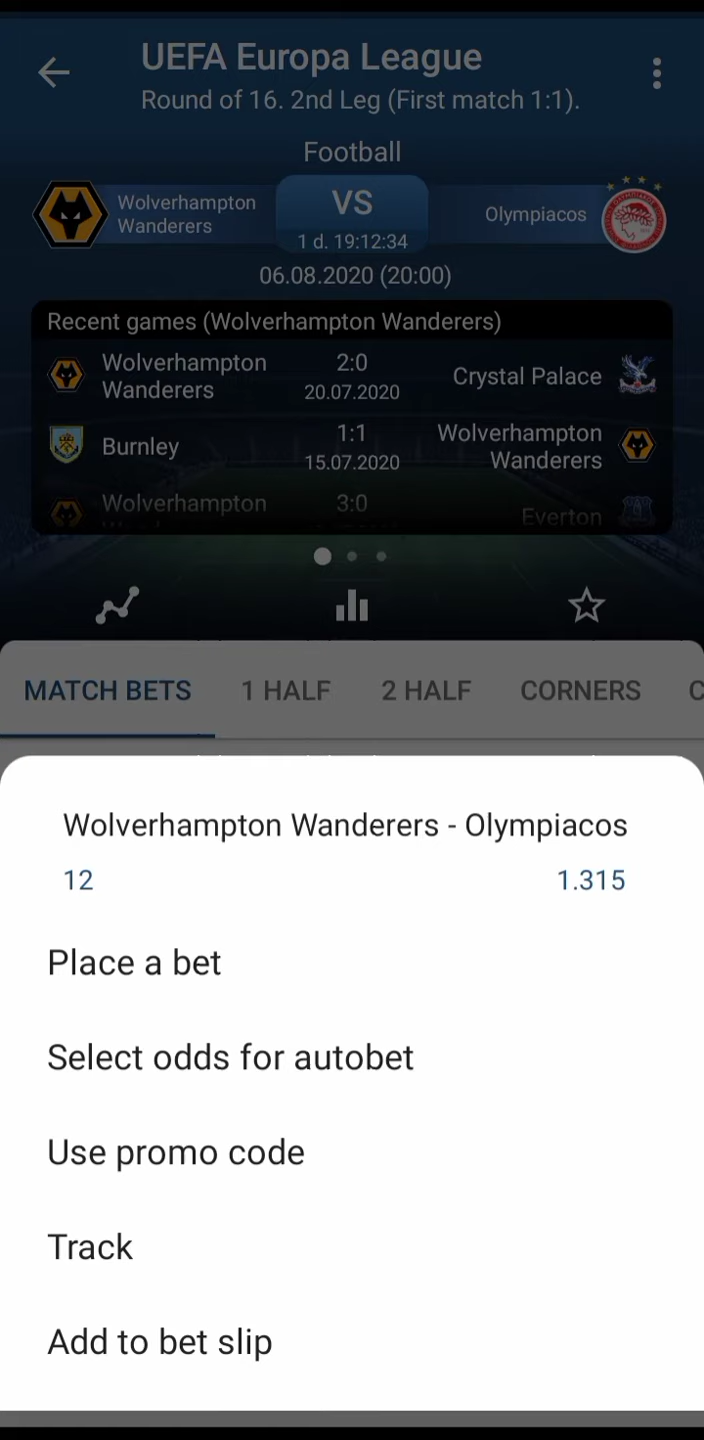 UEFA Europa League
Round of 16. 2nd Leg (First match 1:1).
Football
Wolverhampton
Wanderers
VS
Olympiacos
1 d. 19:12:34
06.08.2020 (20:00)
Recent games (Wolverhampton Wanderers)
Wolverhampton
Wanderers
2:0
20.07.2020
Crystal Palace
Burnley
1:1
15.07.2020
Wolverhampton
Wanderers
Wolverhampton
3:0
Everton
MATCH BETS 1 HALF 2 HALF CORNERS C
Wolverhampton Wanderers - Olympiacos
12 1.315
Place a bet
Select odds for autobet
Use promo code
Track
Add to bet slip